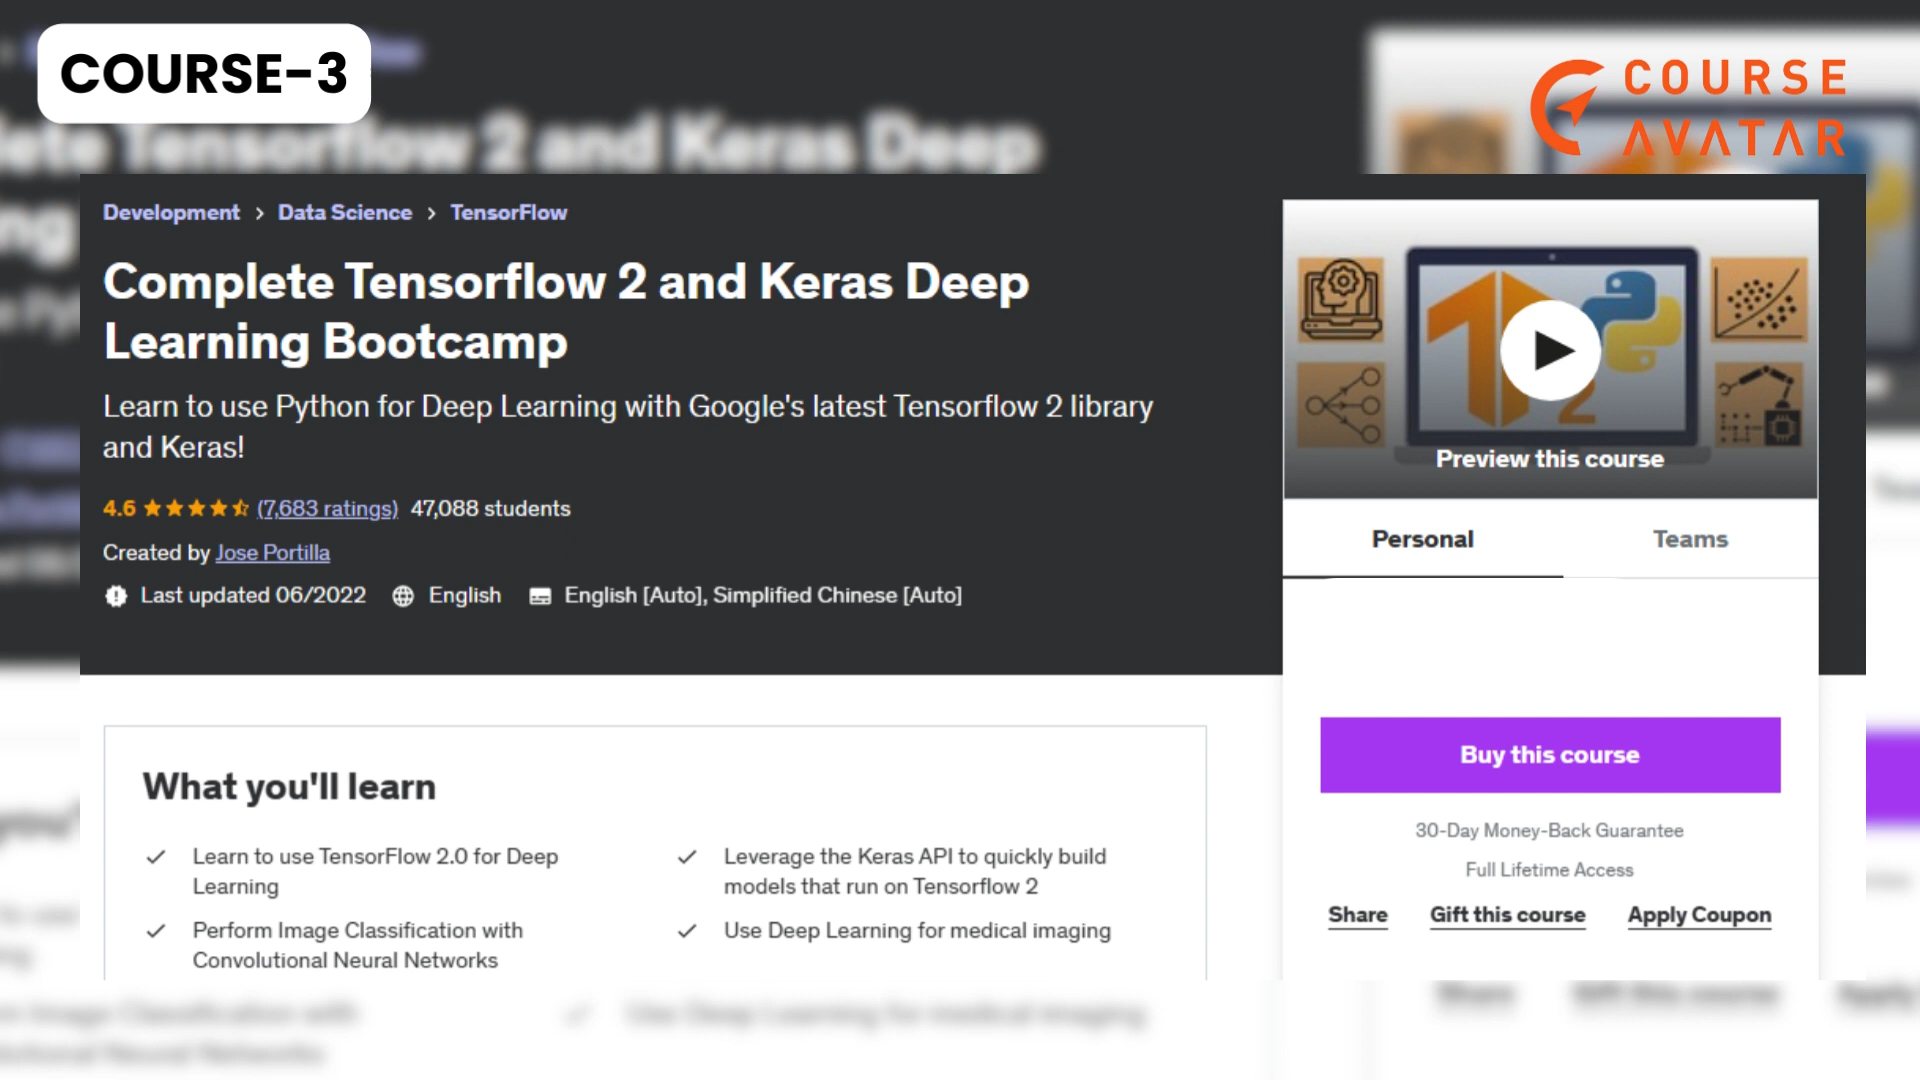 COURSE-3
COURSE
AVATAR
Development > Data Science > TensorFlow
Complete Tensorflow 2 and Keras Deep
Learning Bootcamp
Learn to use Python for Deep Learning with Google's latest Tensorflow 2 library
and Keras!
4.6 (7,683 ratings) 47,088 students
Created by Jose Portilla
Last updated 06/2022 English English [Auto], Simplified Chinese [Auto]
2
Preview this course
Personal Teams
Buy this course
30-Day Money-Back Guarantee
Full Lifetime Access
Share Gift this course Apply Coupon
What you'll learn
Learn to use TensorFlow 2.0 for Deep
Learning
Leverage the Keras API to quickly build
models that run on Tensorflow 2
Perform Image Classification with
Convolutional Neural Networks
Use Deep Learning for medical imaging